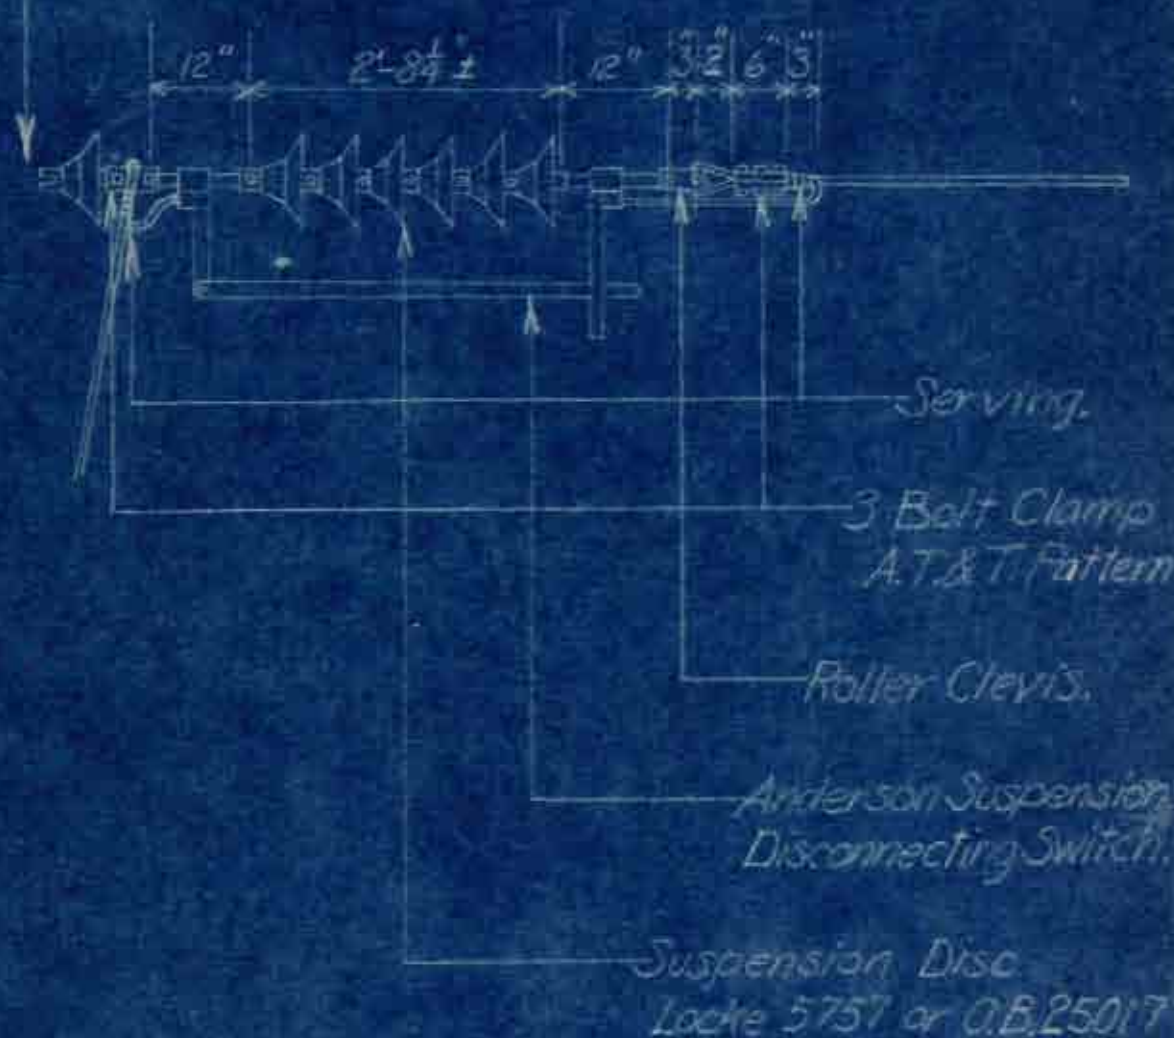 12" 2'-8¼"± 12" 3" 2" 6" 3"
Serving.
3 Bolt Clamp
A.T.& T. Pattern
Roller Clevis.
Anderson Suspension
Disconnecting Switch.
Suspension Disc
Locke 5757 or O.B.25017